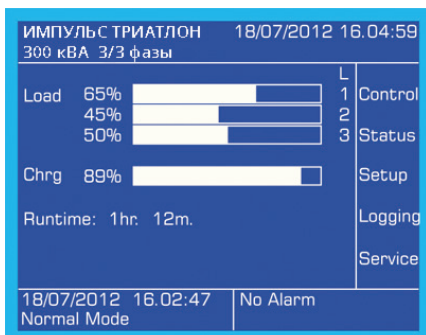 ИМПУЛЬС ТРИАТЛОН 18/07/2012 16.04:59
300 кВА 3/3 фазы
L
Load 65% 1 Control
45% 2
50% 3 Status
Chrg 89% Setup
Runtime: 1hr. 12m. Logging
Service
18/07/2012 16.02:47 No Alarm
Normal Mode